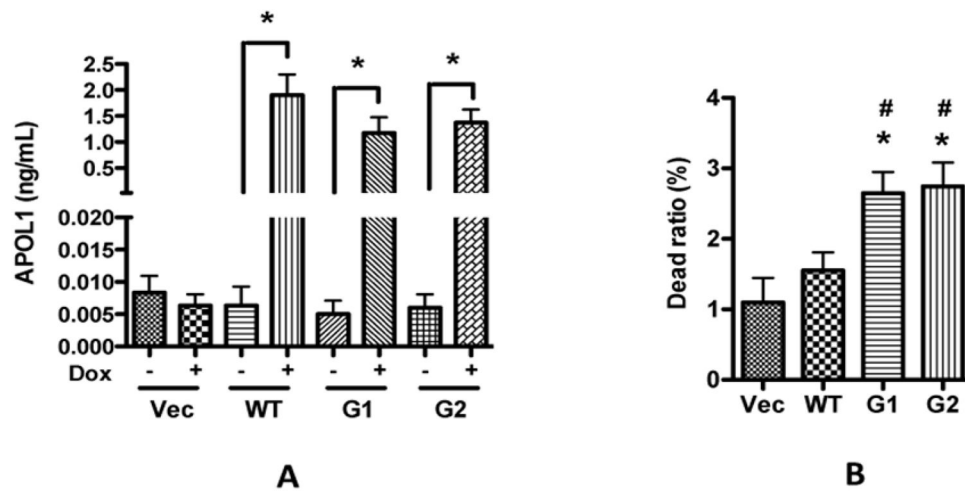 * * *
APOL1 (ng/mL)
2.5
2.0
1.5
1.0
0.5
0.020
0.015
0.010
0.005
0.000
Dox - + - + - + - +
Vec WT G1 G2
A
# #
* *
Dead ratio (%)
4
3
2
1
0
Vec WT G1 G2
B